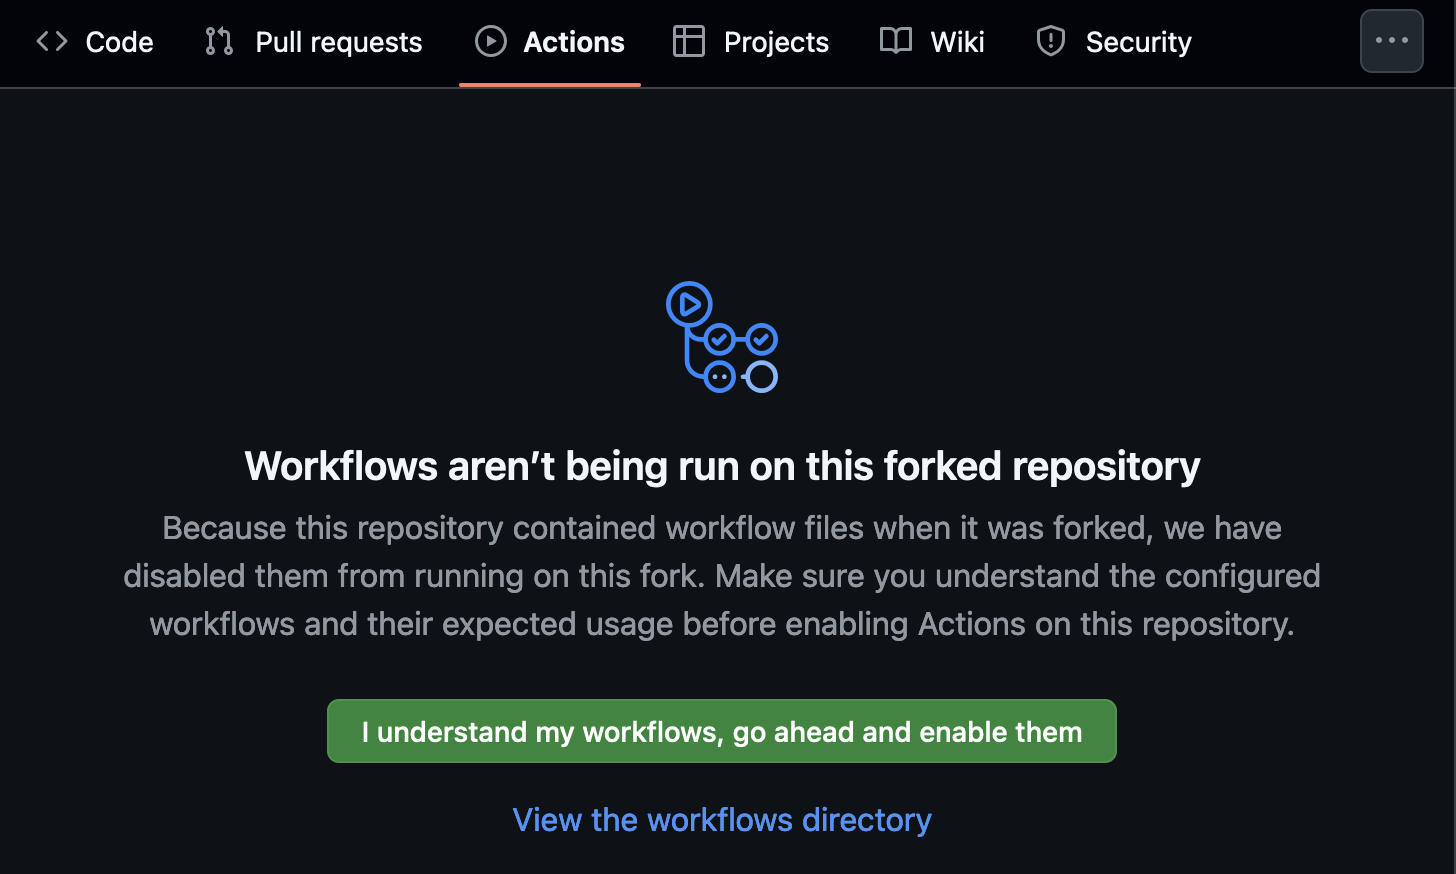 Code Pull requests Actions Projects Wiki Security
Workflows aren’t being run on this forked repository
Because this repository contained workflow files when it was forked, we have
disabled them from running on this fork. Make sure you understand the configured
workflows and their expected usage before enabling Actions on this repository.
I understand my workflows, go ahead and enable them
View the workflows directory